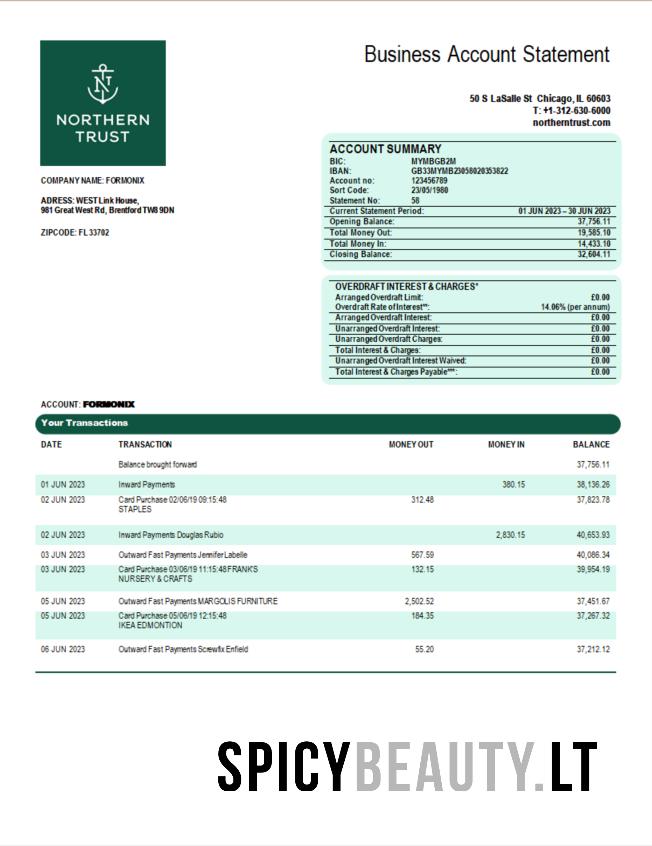 NORTHERN
TRUST
Business Account Statement
50 S LaSalle St Chicago, IL 60603
T: +1-312-630-6000
northerntrust.com
COMPANY NAME: FORMONIX
ADRESS: WEST Link House,
981 Great West Rd, Brentford TW8 9DN
ZIPCODE: FL 33702
ACCOUNT SUMMARY
BIC: MYMBGB2M
IBAN: GB33MYMB23058020353822
Account no: 123456789
Sort Code: 23/05/1980
Statement No: 58
Current Statement Period: 01 JUN 2023 – 30 JUN 2023
Opening Balance: 37,756.11
Total Money Out: 19,585.10
Total Money In: 14,433.10
Closing Balance: 32,604.11
OVERDRAFT INTEREST & CHARGES*
Arranged Overdraft Limit: £0.00
Overdraft Rate of Interest**: 14.06% (per annum)
Arranged Overdraft Interest: £0.00
Unarranged Overdraft Interest: £0.00
Unarranged Overdraft Charges: £0.00
Total Interest & Charges: £0.00
Unarranged Overdraft Interest Waived: £0.00
Total Interest & Charges Payable***: £0.00
ACCOUNT: FORMONIX
Your Transactions
DATE TRANSACTION MONEY OUT MONEY IN BALANCE
Balance brought forward 37,756.11
01 JUN 2023 Inward Payments 380.15 38,136.26
02 JUN 2023 Card Purchase 02/06/19 09:15:48 312.48 37,823.78
STAPLES
02 JUN 2023 Inward Payments Douglas Rubio 2,830.15 40,653.93
03 JUN 2023 Outward Fast Payments Jennifer Labelle 567.59 40,086.34
03 JUN 2023 Card Purchase 03/06/19 11:15:48 FRANKS 132.15 39,954.19
NURSERY & CRAFTS
05 JUN 2023 Outward Fast Payments MARGOLIS FURNITURE 2,502.52 37,451.67
05 JUN 2023 Card Purchase 05/06/19 12:15:48 184.35 37,267.32
IKEA EDMONTION
06 JUN 2023 Outward Fast Payments Screwfix Enfield 55.20 37,212.12
SPICYBEAUTY.LT